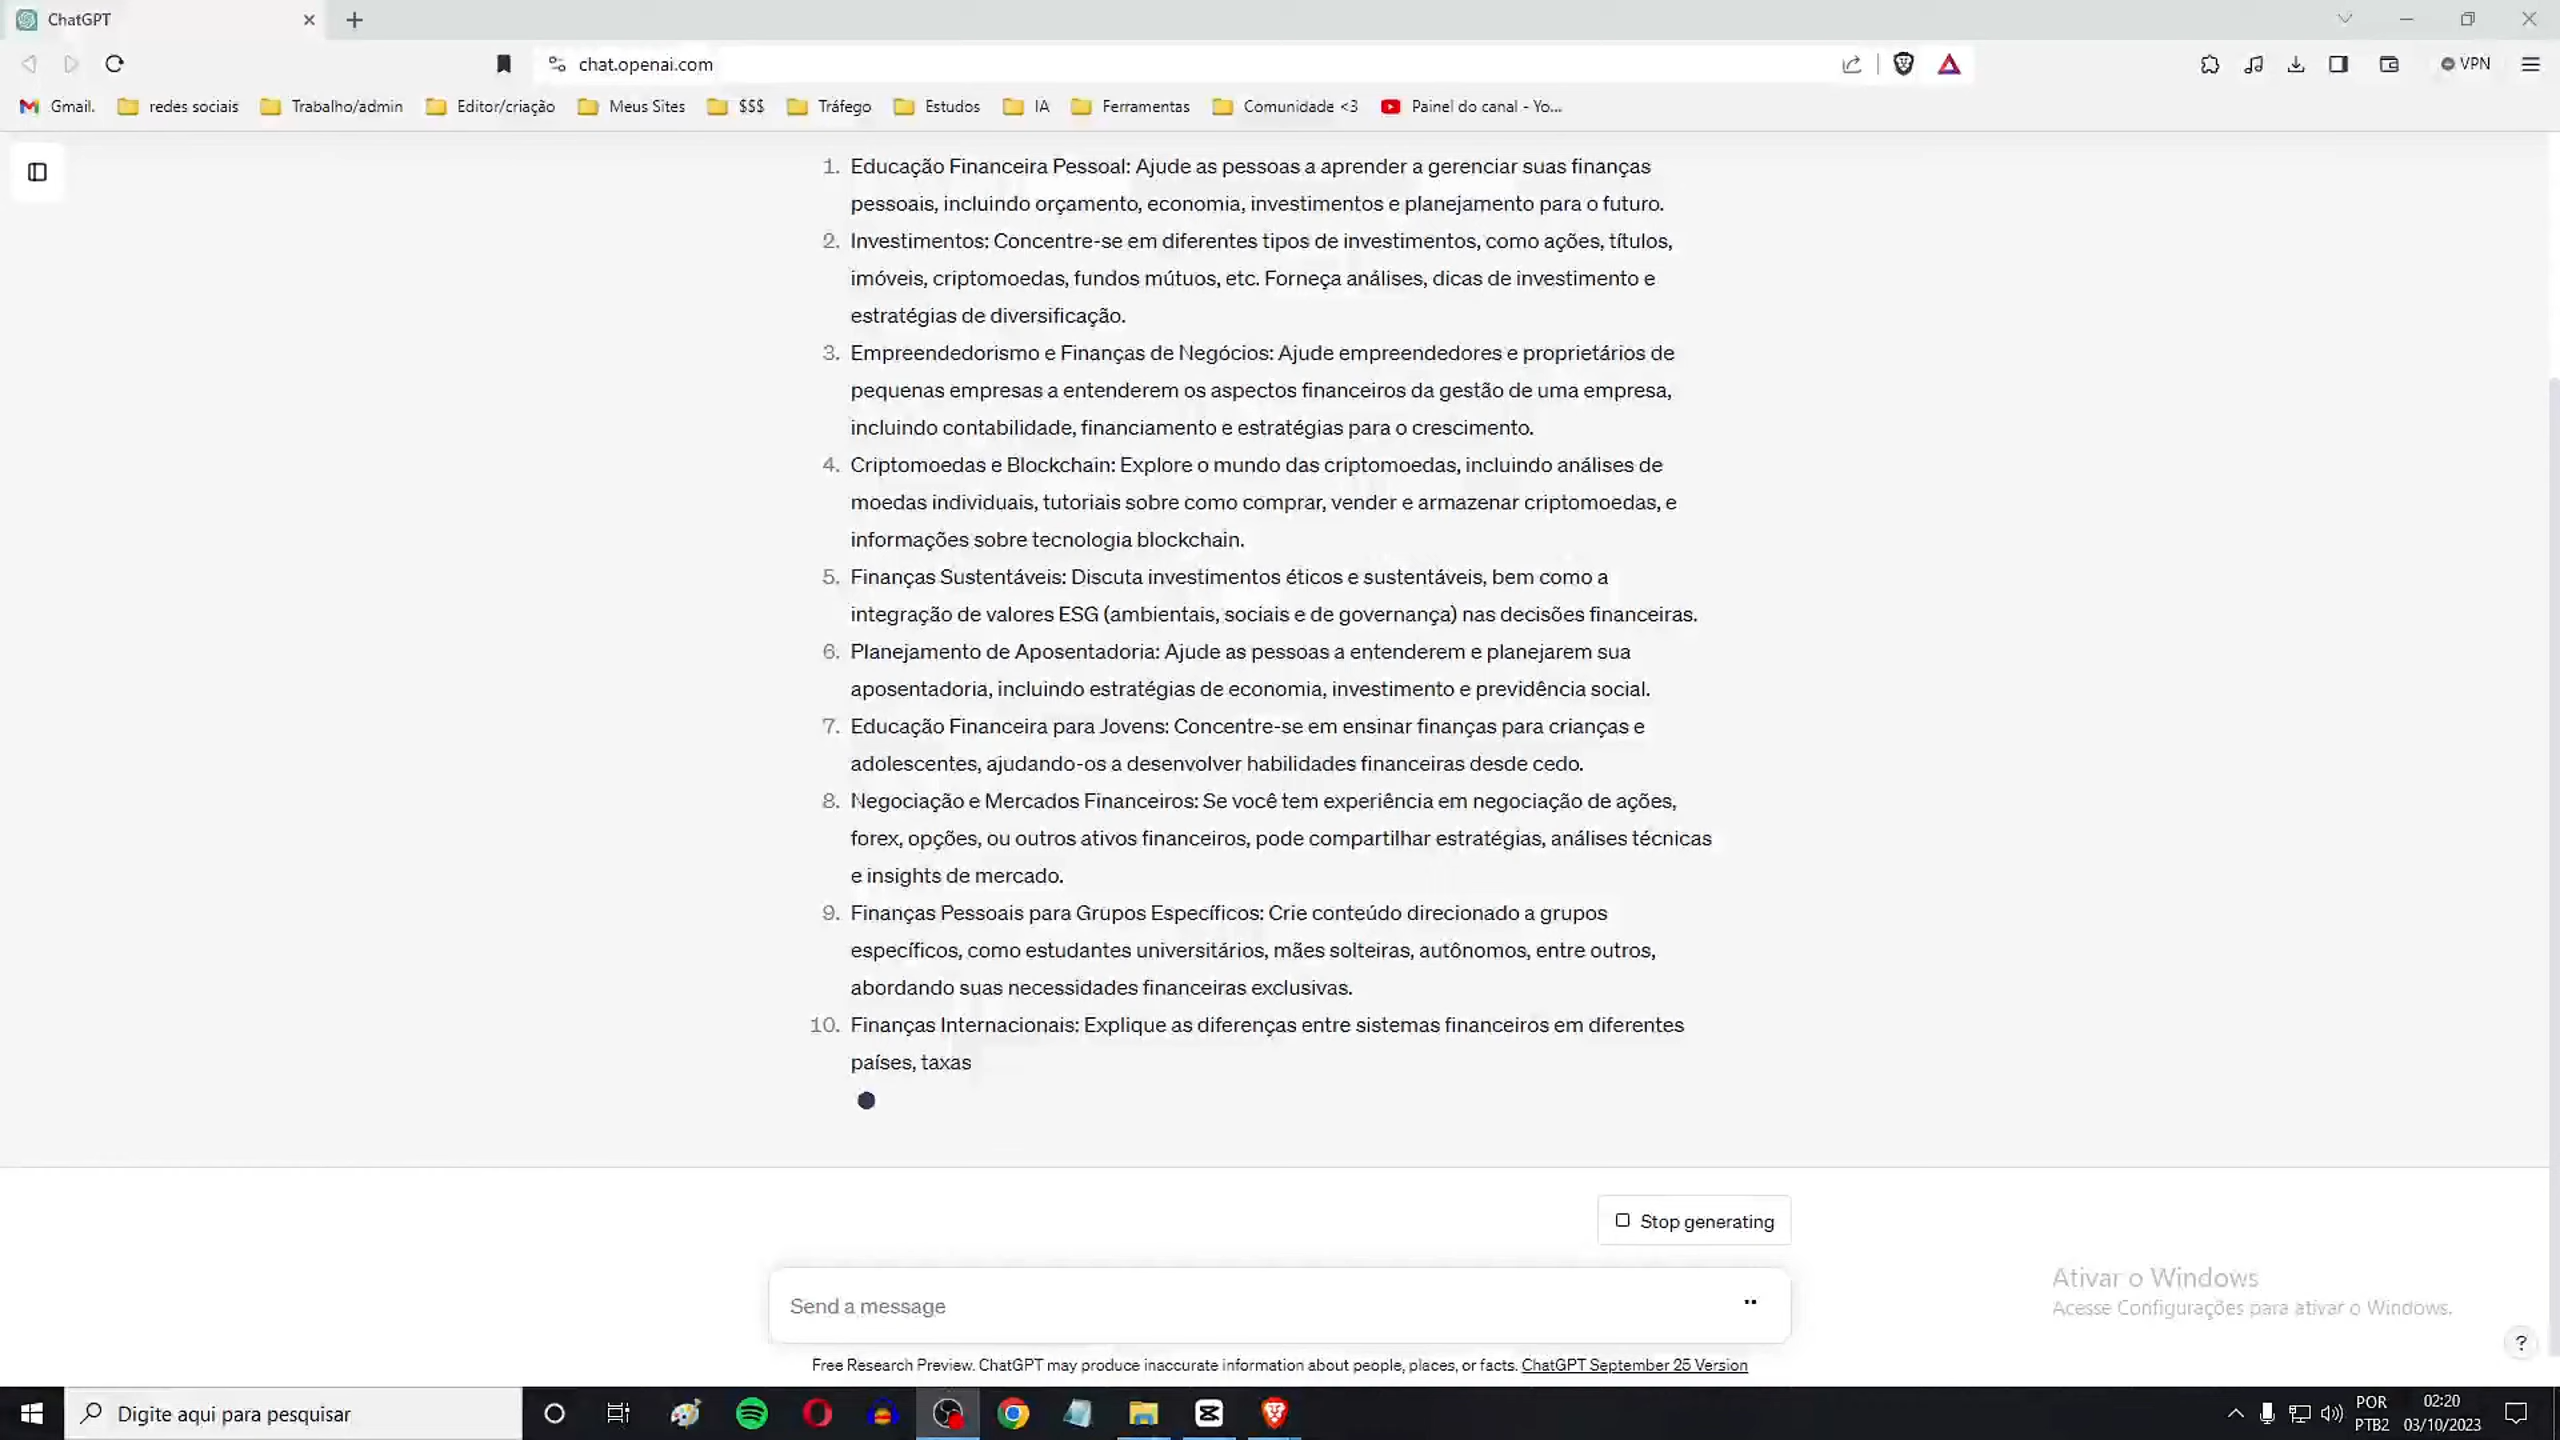 ChatGPT
chat.openai.com
VPN
Gmail.
redes sociais
Trabalho/admin
Editor/criação
Meus Sites
$$$
Tráfego
Estudos
IA
Ferramentas
Comunidade <3
Painel do canal - Yo...
1. Educação Financeira Pessoal: Ajude as pessoas a aprender a gerenciar suas finanças
pessoais, incluindo orçamento, economia, investimentos e planejamento para o futuro.
2. Investimentos: Concentre-se em diferentes tipos de investimentos, como ações, títulos,
imóveis, criptomoedas, fundos mútuos, etc. Forneça análises, dicas de investimento e
estratégias de diversificação.
3. Empreendedorismo e Finanças de Negócios: Ajude empreendedores e proprietários de
pequenas empresas a entenderem os aspectos financeiros da gestão de uma empresa,
incluindo contabilidade, financiamento e estratégias para o crescimento.
4. Criptomoedas e Blockchain: Explore o mundo das criptomoedas, incluindo análises de
moedas individuais, tutoriais sobre como comprar, vender e armazenar criptomoedas, e
informações sobre tecnologia blockchain.
5. Finanças Sustentáveis: Discuta investimentos éticos e sustentáveis, bem como a
integração de valores ESG (ambientais, sociais e de governança) nas decisões financeiras.
6. Planejamento de Aposentadoria: Ajude as pessoas a entenderem e planejarem sua
aposentadoria, incluindo estratégias de economia, investimento e previdência social.
7. Educação Financeira para Jovens: Concentre-se em ensinar finanças para crianças e
adolescentes, ajudando-os a desenvolver habilidades financeiras desde cedo.
8. Negociação e Mercados Financeiros: Se você tem experiência em negociação de ações,
forex, opções, ou outros ativos financeiros, pode compartilhar estratégias, análises técnicas
e insights de mercado.
9. Finanças Pessoais para Grupos Específicos: Crie conteúdo direcionado a grupos
específicos, como estudantes universitários, mães solteiras, autônomos, entre outros,
abordando suas necessidades financeiras exclusivas.
10. Finanças Internacionais: Explique as diferenças entre sistemas financeiros em diferentes
países, taxas
Stop generating
Send a message
Ativar o Windows
Acesse Configurações para ativar o Windows.
?
Free Research Preview. ChatGPT may produce inaccurate information about people, places, or facts. ChatGPT September 25 Version
Digite aqui para pesquisar
POR
PTB2
02:20
03/10/2023